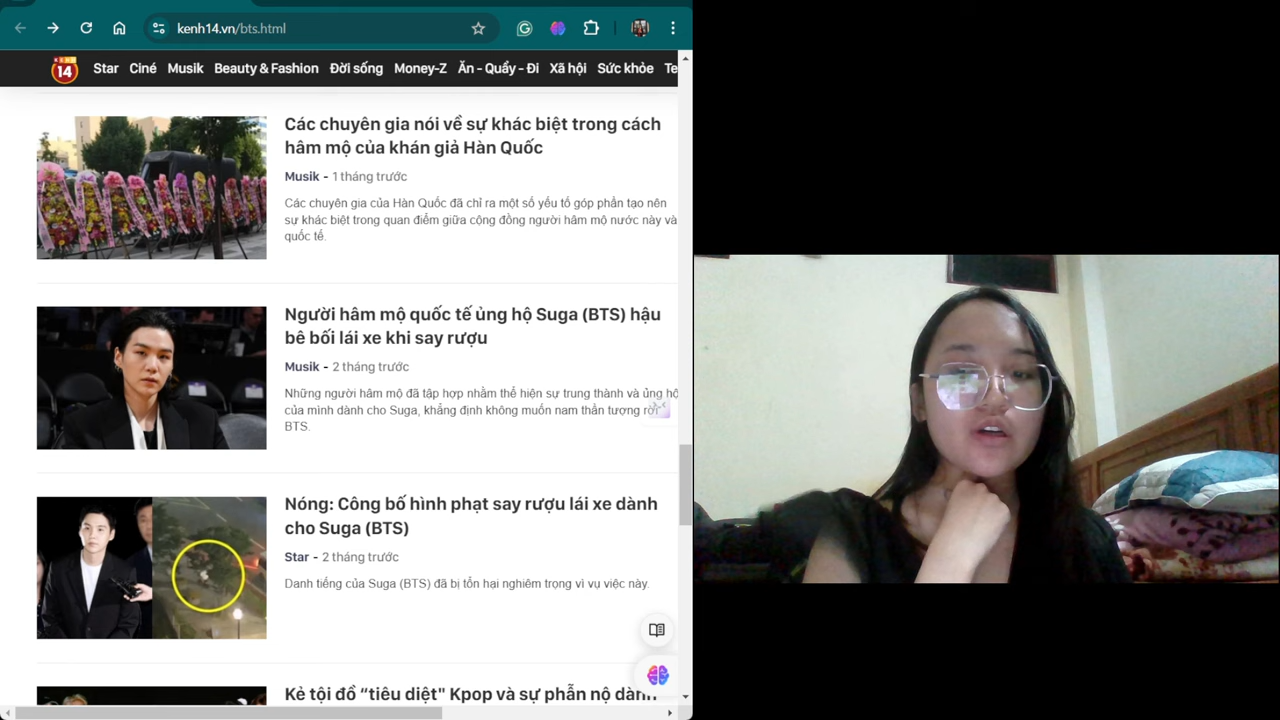 kenh14.vn/bts.html
KENH
14
Star Ciné Musik Beauty & Fashion Đời sống Money-Z Ăn - Quẩy - Đi Xã hội Sức khỏe Te
Các chuyên gia nói về sự khác biệt trong cách
hâm mộ của khán giả Hàn Quốc
Musik - 1 tháng trước
Các chuyên gia của Hàn Quốc đã chỉ ra một số yếu tố góp phần tạo nên
sự khác biệt trong quan điểm giữa cộng đồng người hâm mộ nước này và
quốc tế.
Người hâm mộ quốc tế ủng hộ Suga (BTS) hậu
bê bối lái xe khi say rượu
Musik - 2 tháng trước
Những người hâm mộ đã tập hợp nhằm thể hiện sự trung thành và ủng hộ
của mình dành cho Suga, khẳng định không muốn nam thần tượng rời
BTS.
Nóng: Công bố hình phạt say rượu lái xe dành
cho Suga (BTS)
Star - 2 tháng trước
Danh tiếng của Suga (BTS) đã bị tổn hại nghiêm trọng vì vụ việc này.
Kẻ tội đồ “tiêu diệt" Kpop và sự phẫn nộ dành